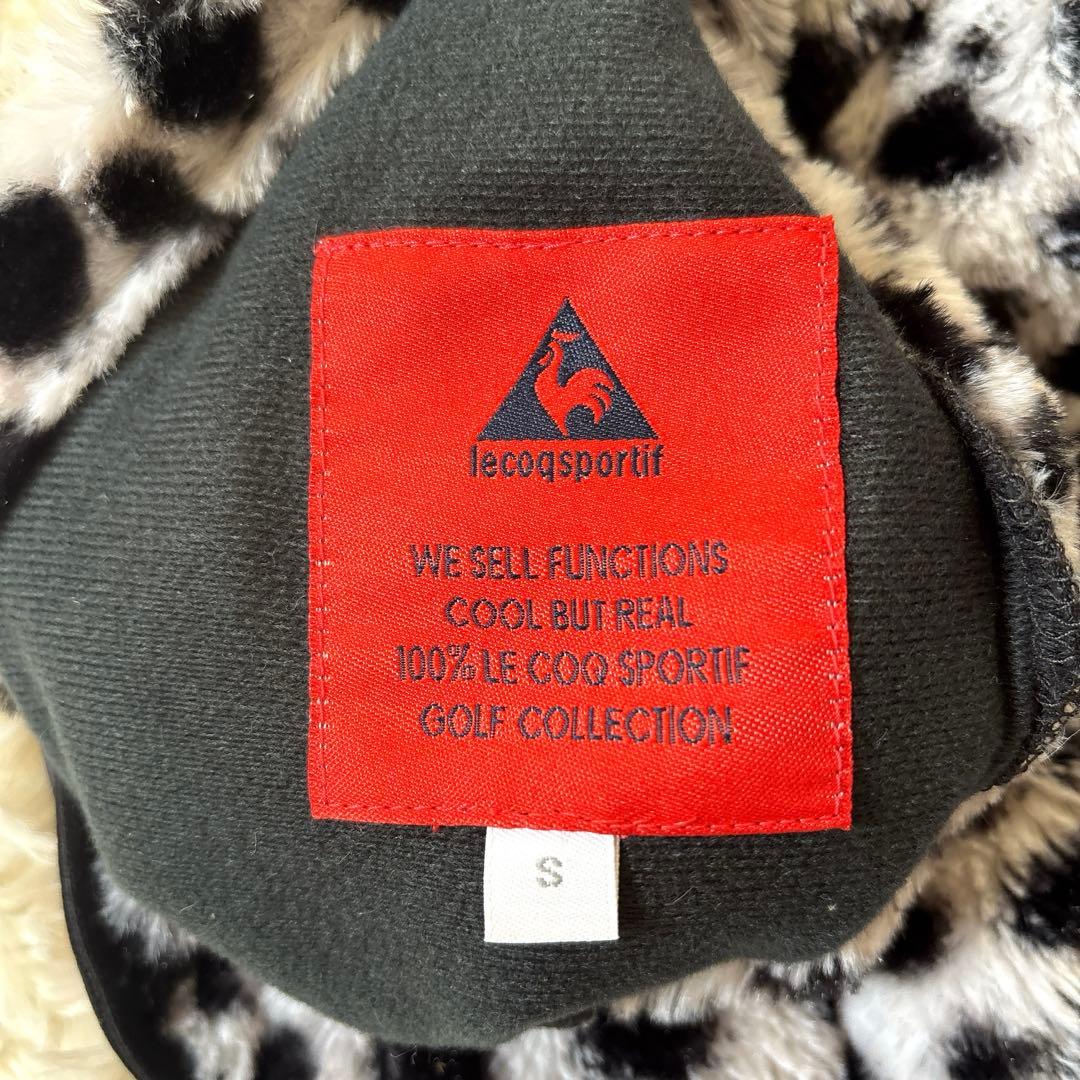 lecoqsportif
WE SELL FUNCTIONS
COOL BUT REAL
100% LE COQ SPORTIF
GOLF COLLECTION
S